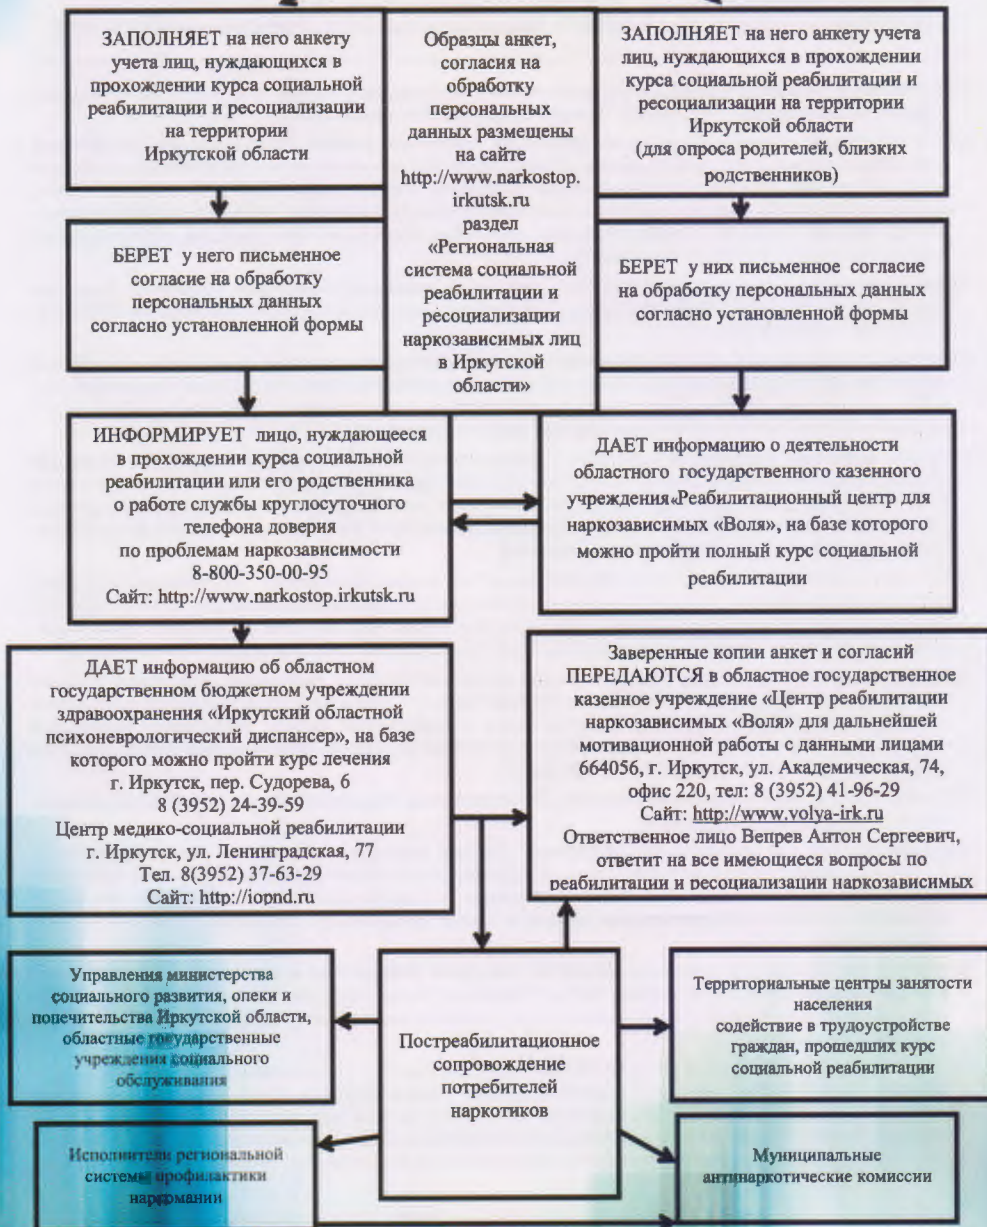 ЗАПОЛНЯЕТ на него анкету
учета лиц, нуждающихся в
прохождении курса социальной
реабилитации и ресоциализации
на территории
Иркутской области
Образцы анкет,
согласия на
обработку
персональных
данных размещены
на сайте
http://www.narkostop.
irkutsk.ru
раздел
«Региональная
система социальной
реабилитации и
ресоциализации
наркозависимых лиц
в Иркутской
области»
ЗАПОЛНЯЕТ на него анкету учета
лиц, нуждающихся в прохождении
курса социальной реабилитации и
ресоциализации на территории
Иркутской области
(для опроса родителей, близких
родственников)
БЕРЕТ у него письменное
согласие на обработку
персональных данных
согласно установленной формы
БЕРЕТ у них письменное согласие
на обработку персональных данных
согласно установленной формы
ИНФОРМИРУЕТ лицо, нуждающееся
в прохождении курса социальной
реабилитации или его родственника
о работе службы круглосуточного
телефона доверия
по проблемам наркозависимости
8-800-350-00-95
Сайт: http://www.narkostop.irkutsk.ru
ДАЕТ информацию о деятельности
областного государственного казенного
учреждения«Реабилитационный центр для
наркозависимых «Воля», на базе которого
можно пройти полный курс социальной
реабилитации
ДАЕТ информацию об областном
государственном бюджетном учреждении
здравоохранения «Иркутский областной
психоневрологический диспансер», на базе
которого можно пройти курс лечения
г. Иркутск, пер. Сударева, 6
8 (3952) 24-39-59
Центр медико-социальной реабилитации
г. Иркутск, ул. Ленинградская, 77
Тел. 8(3952) 37-63-29
Сайт: http://iopnd.ru
Заверенные копии анкет и согласий
ПЕРЕДАЮТСЯ в областное государственное
казенное учреждение «Центр реабилитации
наркозависимых «Воля» для дальнейшей
мотивационной работы с данными лицами
664056, г. Иркутск, ул. Академическая, 74,
офис 220, тел: 8 (3952) 41-96-29
Сайт: http://www.volya-irk.ru
Ответственное лицо Вепрев Антон Сергеевич,
ответит на все имеющиеся вопросы по
реабилитации и ресоциализации наркозависимых
Управления министерства
социального развития, опеки и
попечительства Иркутской области,
областные государственные
учреждения социального
обслуживания
Постреабилитационное
сопровождение
потребителей
наркотиков
Территориальные центры занятости
населения
содействие в трудоустройстве
граждан, прошедших курс
социальной реабилитации
Исполнители региональной
системы профилактики
наркомании
Муниципальные
антинаркотические комиссии